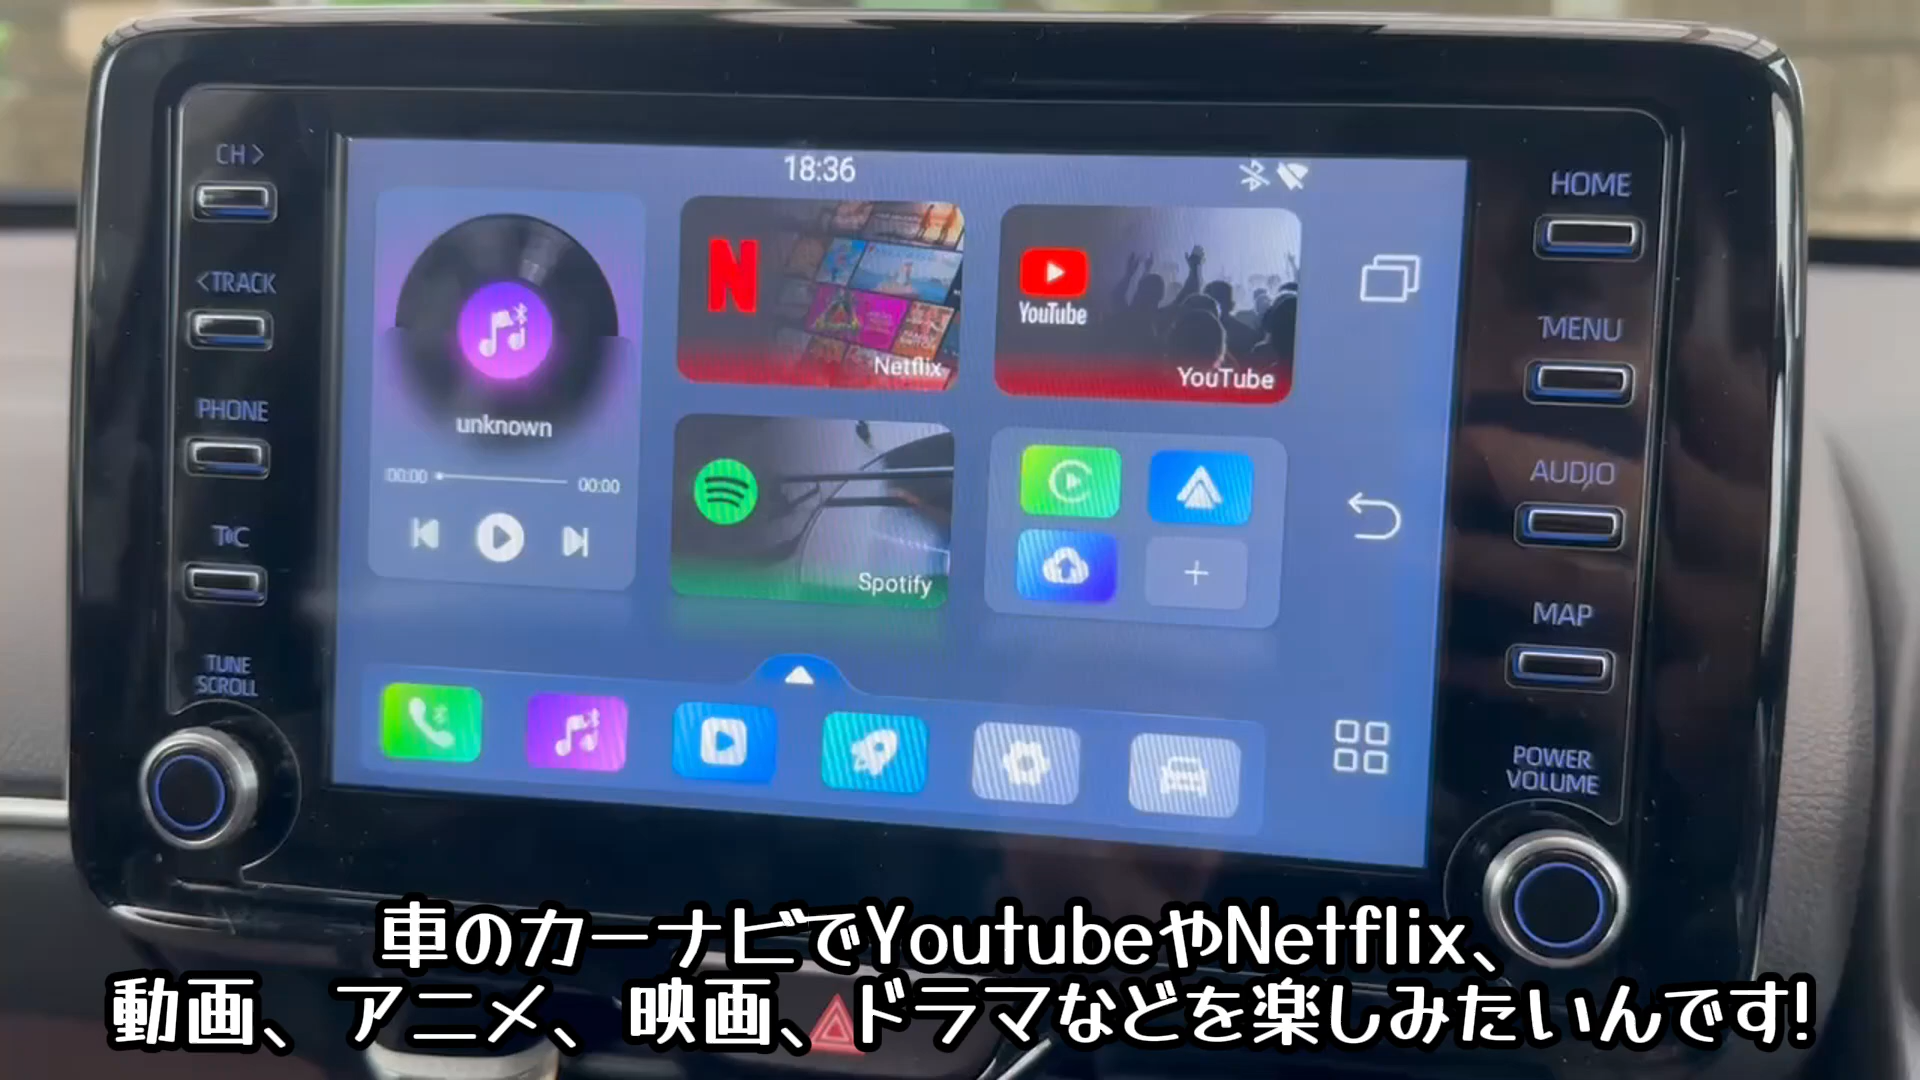 18:36
CH >
<TRACK
PHONE
T C
TUNE
SCROLL
HOME
MENU
AUDIO
MAP
POWER
VOLUME
unknown
00:00
00:00
N
Netflix
YouTube
YouTube
Spotify
車のカーナビでYoutubeやNetflix、
動画、アニメ、映画、ドラマなどを楽しみたいんです!